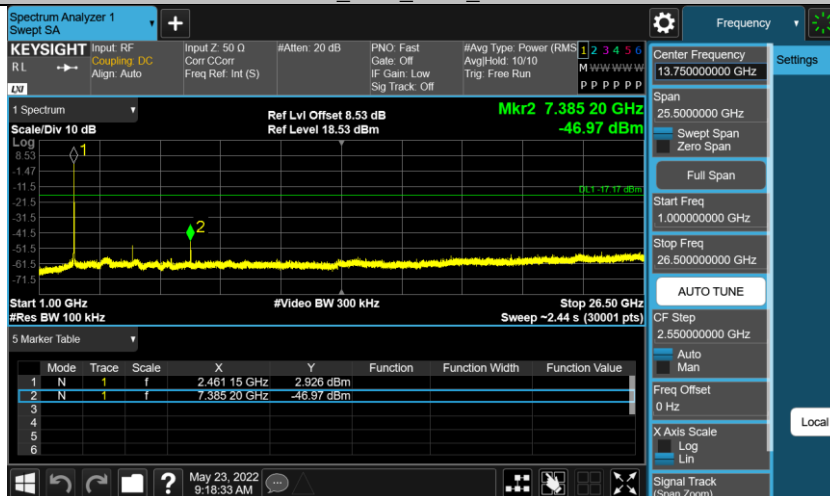 Spectrum Analyzer 1
Swept SA
+
Frequency
KEYSIGHT
RL
LXI
Input: RF
Coupling: DC
Align: Auto
Input Z: 50 Ω
Corr CCorr
Freq Ref: Int (S)
#Atten: 20 dB
PNO: Fast
Gate: Off
IF Gain: Low
Sig Track: Off
#Avg Type: Power (RMS
Avg|Hold: 10/10
Trig: Free Run
1 2 3 4 5 6
M W W W W W
P P P P P P
1 Spectrum
Scale/Div 10 dB
Ref Lvl Offset 8.53 dB
Ref Level 18.53 dBm
Mkr2 7.385 20 GHz
-46.97 dBm
Log
8.53
-1.47
-11.5
-21.5
-31.5
-41.5
-51.5
-61.5
-71.5
1
2
DL1 -17.17 dBm
Start 1.00 GHz
#Res BW 100 kHz
#Video BW 300 kHz
Stop 26.50 GHz
Sweep ~2.44 s (30001 pts)
5 Marker Table
Mode Trace Scale X Y Function Function Width Function Value
1 N 1 f 2.461 15 GHz 2.926 dBm
2 N 1 f 7.385 20 GHz -46.97 dBm
3
4
5
6
May 23, 2022
9:18:33 AM
Center Frequency
13.750000000 GHz
Span
25.5000000 GHz
Swept Span
Zero Span
Full Span
Start Freq
1.000000000 GHz
Stop Freq
26.500000000 GHz
AUTO TUNE
CF Step
2.550000000 GHz
Auto
Man
Freq Offset
0 Hz
X Axis Scale
Log
Lin
Signal Track
(Span Zoom)
Settings
Local